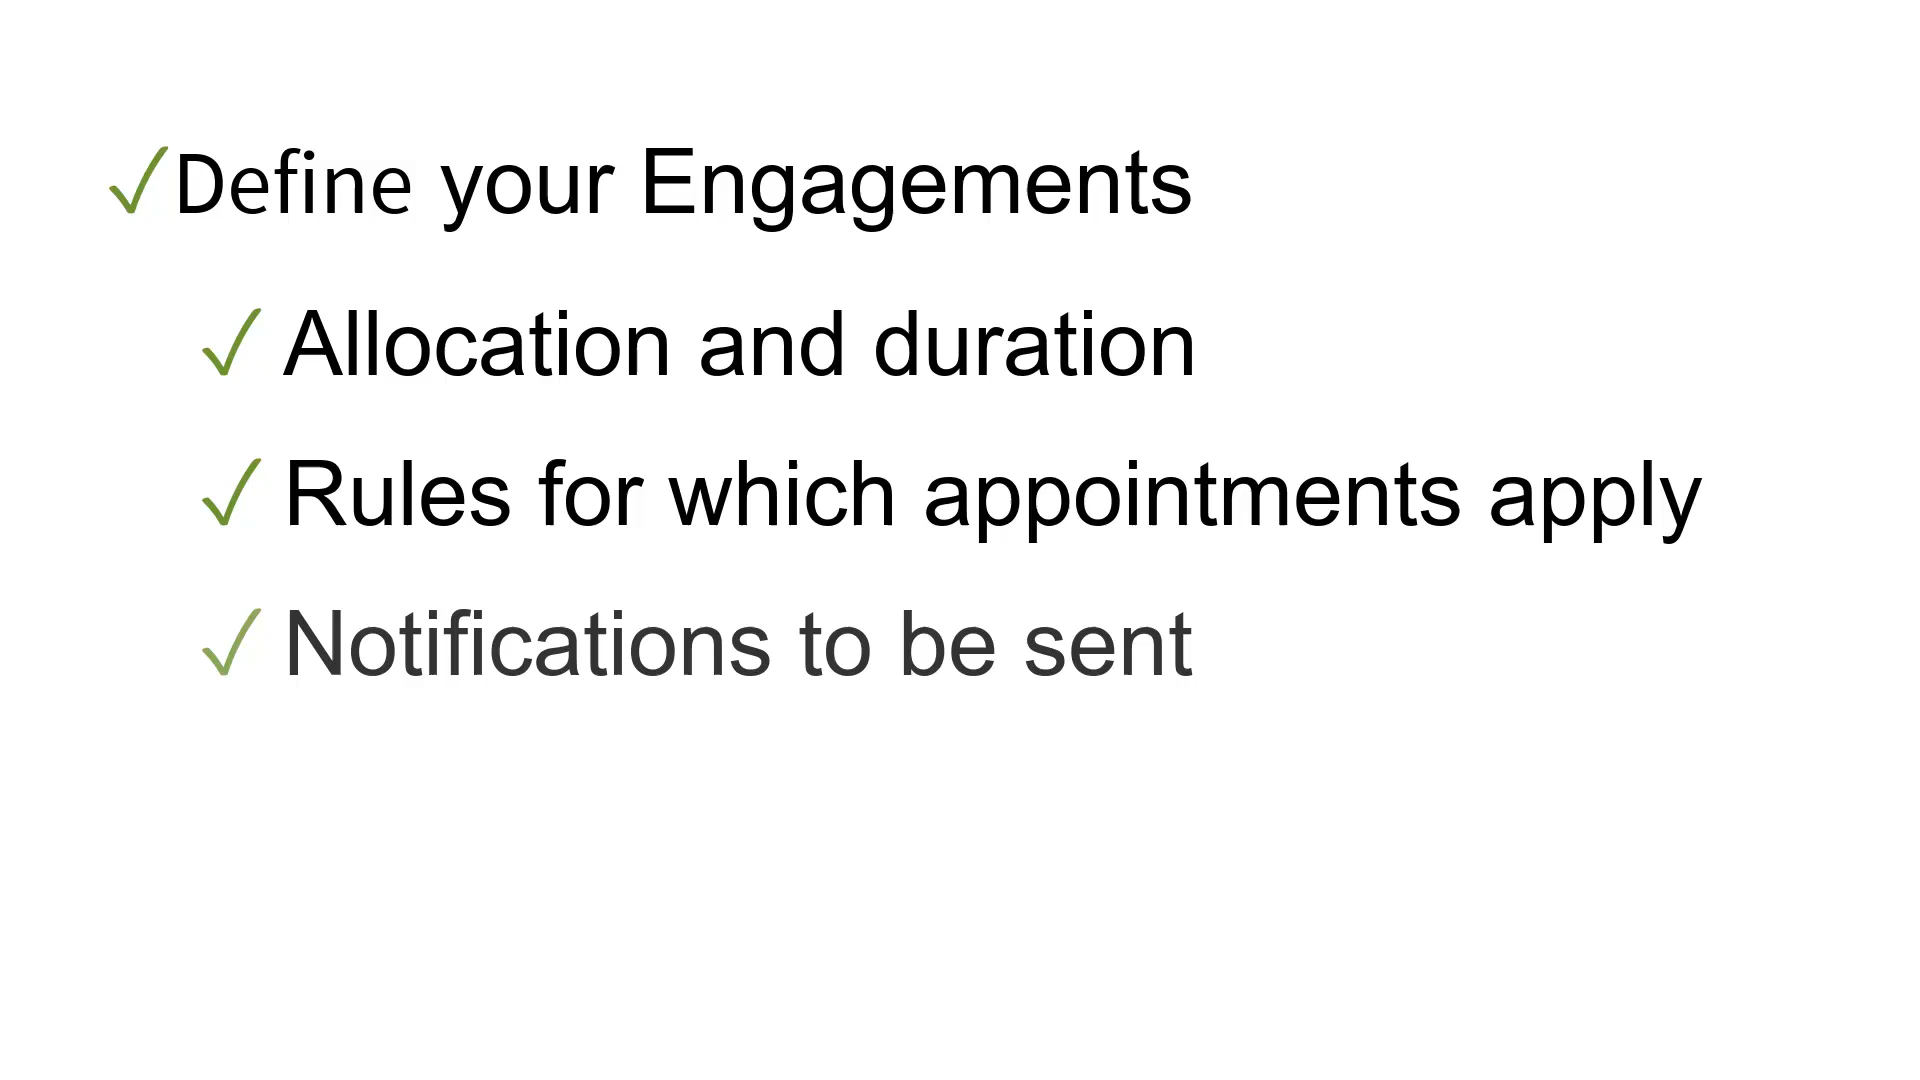 ✓Define your Engagements
✓ Allocation and duration
✓ Rules for which appointments apply
✓ Notifications to be sent